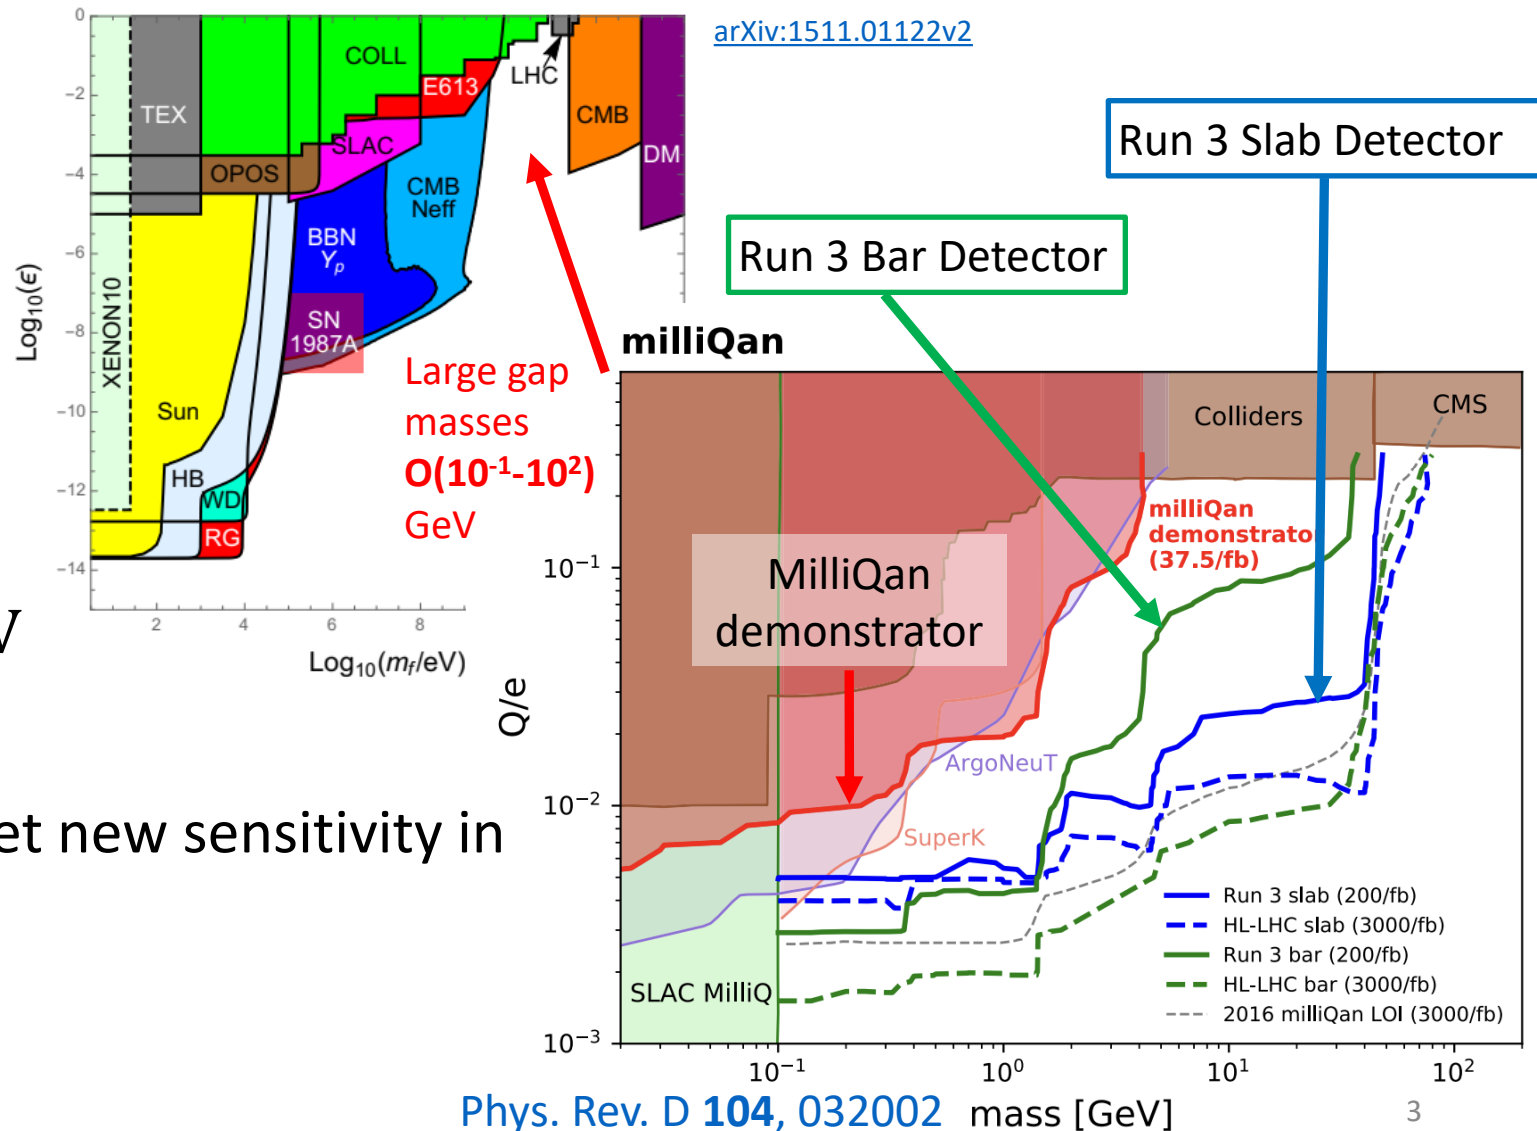 arXiv:1511.01122v2
0
−2
−4
−6
−8
−10
−12
−14
Log10(ϵ)
2
4
6
8
Log10(mf/eV)
XENON10
TEX
COLL
E613
LHC
CMB
DM
OPOS
SLAC
CMB
Neff
BBN
Yp
SN
1987A
Sun
HB
WD
RG
Large gap
masses
O(10-1-102)
GeV
Run 3 Slab Detector
Run 3 Bar Detector
V
et new sensitivity in
milliQan
Colliders
CMS
milliQan
demonstrato
(37.5/fb)
MilliQan
demonstrator
ArgoNeuT
SuperK
SLAC MilliQ
Run 3 slab (200/fb)
HL-LHC slab (3000/fb)
Run 3 bar (200/fb)
HL-LHC bar (3000/fb)
2016 milliQan LOI (3000/fb)
Q/e
10−1
10−2
10−3
10−1
100
101
102
mass [GeV]
Phys. Rev. D 104, 032002
3